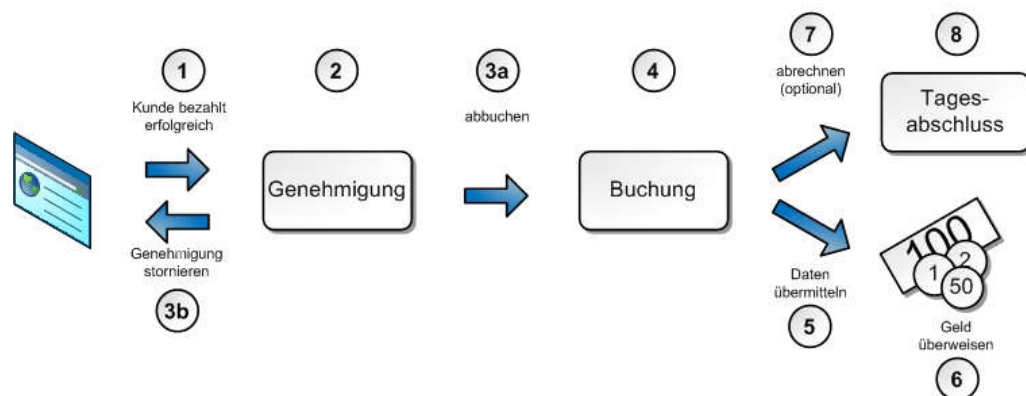 1
Kunde bezahlt
erfolgreich
2
3a
abbuchen
4
7
abrechnen
(optional)
8
Tages-
abschluss
Genehmigung
Buchung
Genehmigung
stornieren
3b
Daten
übermitteln
5
100
1
2
50
Geld
überweisen
6